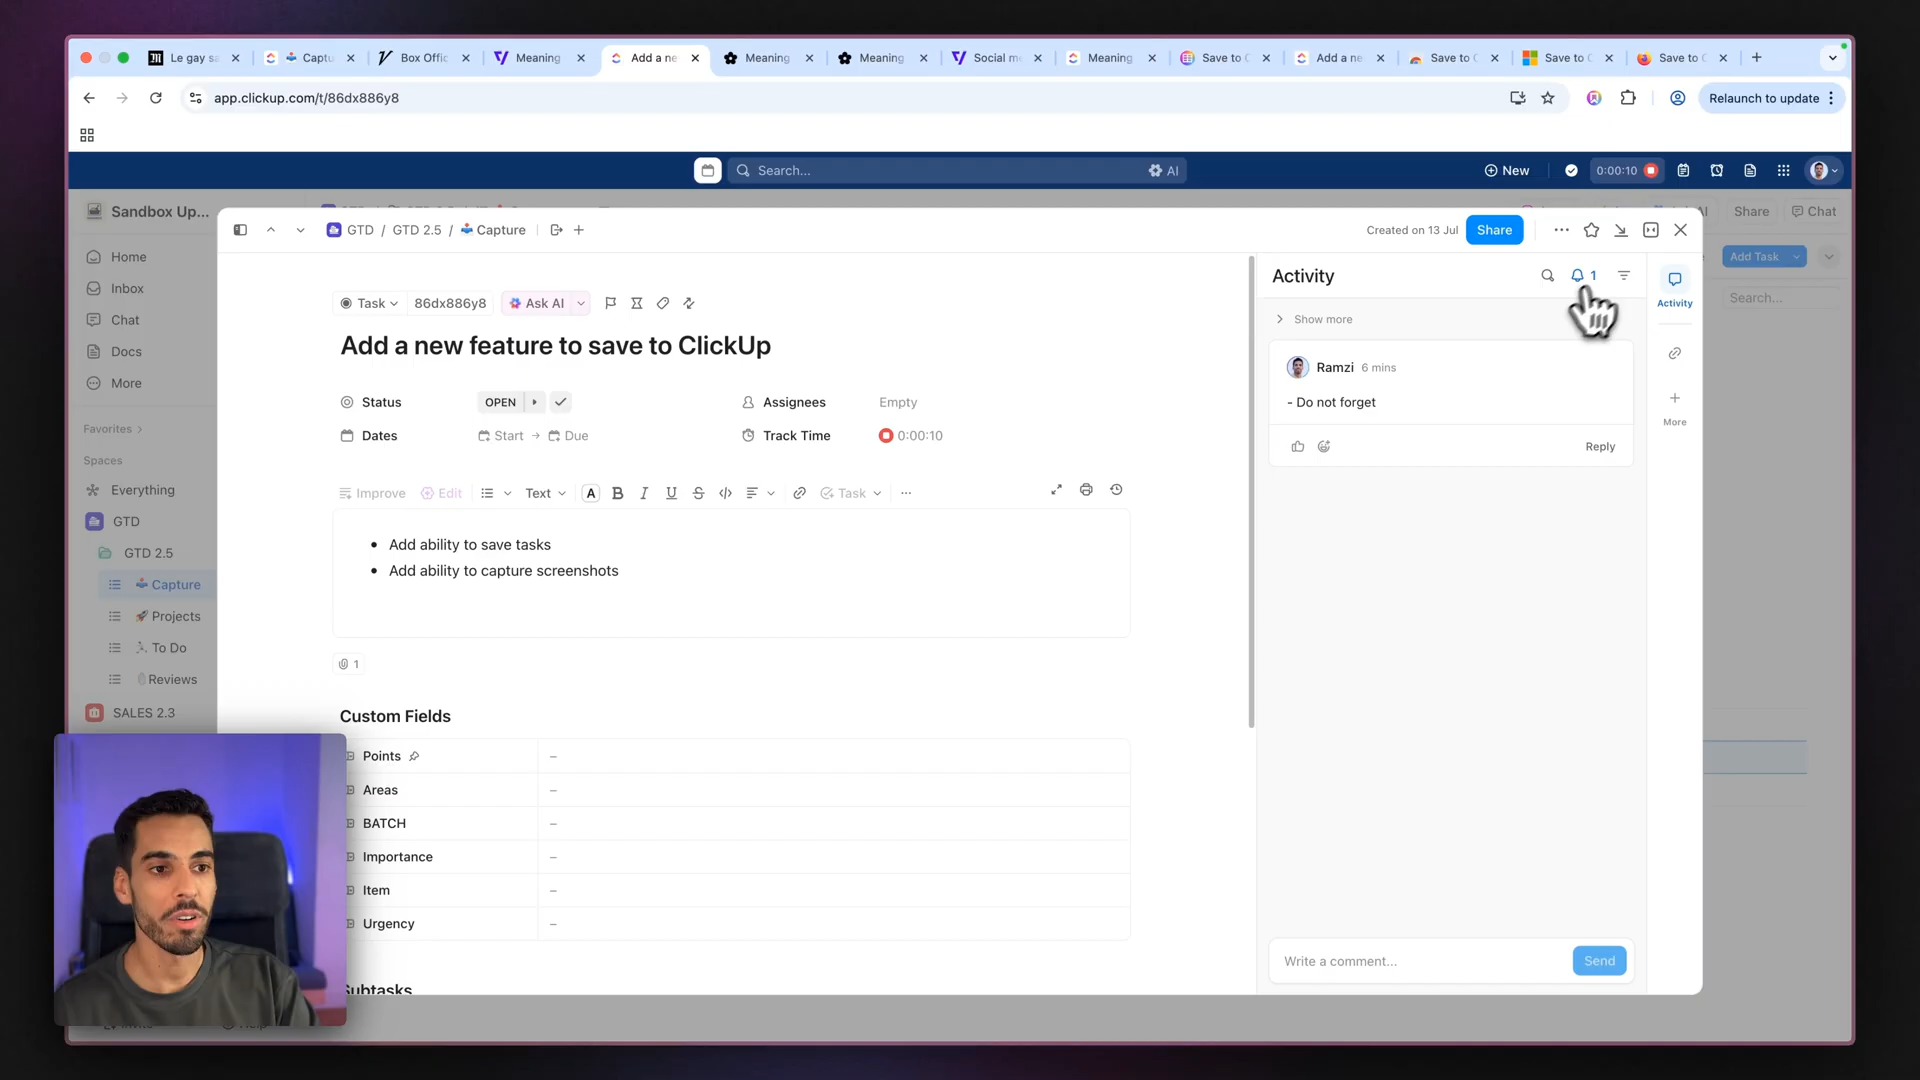 Le gay sa
Captu
Box Offic
Meaning
Add a ne
Meaning
Meaning
Social m
Meaning
Save to C
Add a ne
Save to C
Save to C
Save to C
app.clickup.com/t/86dx886y8
Relaunch to update
Search...
AI
New
0:00:10
Sandbox Up...
Share
Chat
GTD / GTD 2.5 / Capture
Created on 13 Jul
Share
Home
Inbox
Chat
Docs
More
Favorites
Spaces
Everything
GTD
GTD 2.5
Capture
Projects
To Do
Reviews
SALES 2.3
Add Task
Search...
Task
86dx886y8
Ask AI
Add a new feature to save to ClickUp
Status
OPEN
Assignees
Empty
Dates
Start
Due
Track Time
0:00:10
Improve
Edit
Text
A
B
I
U
S
Task
• Add ability to save tasks
• Add ability to capture screenshots
1
Custom Fields
Points –
Areas –
BATCH –
Importance –
Item –
Urgency –
Subtasks
Activity
1
Show more
Ramzi 6 mins
- Do not forget
Reply
Write a comment...
Send
Activity
More